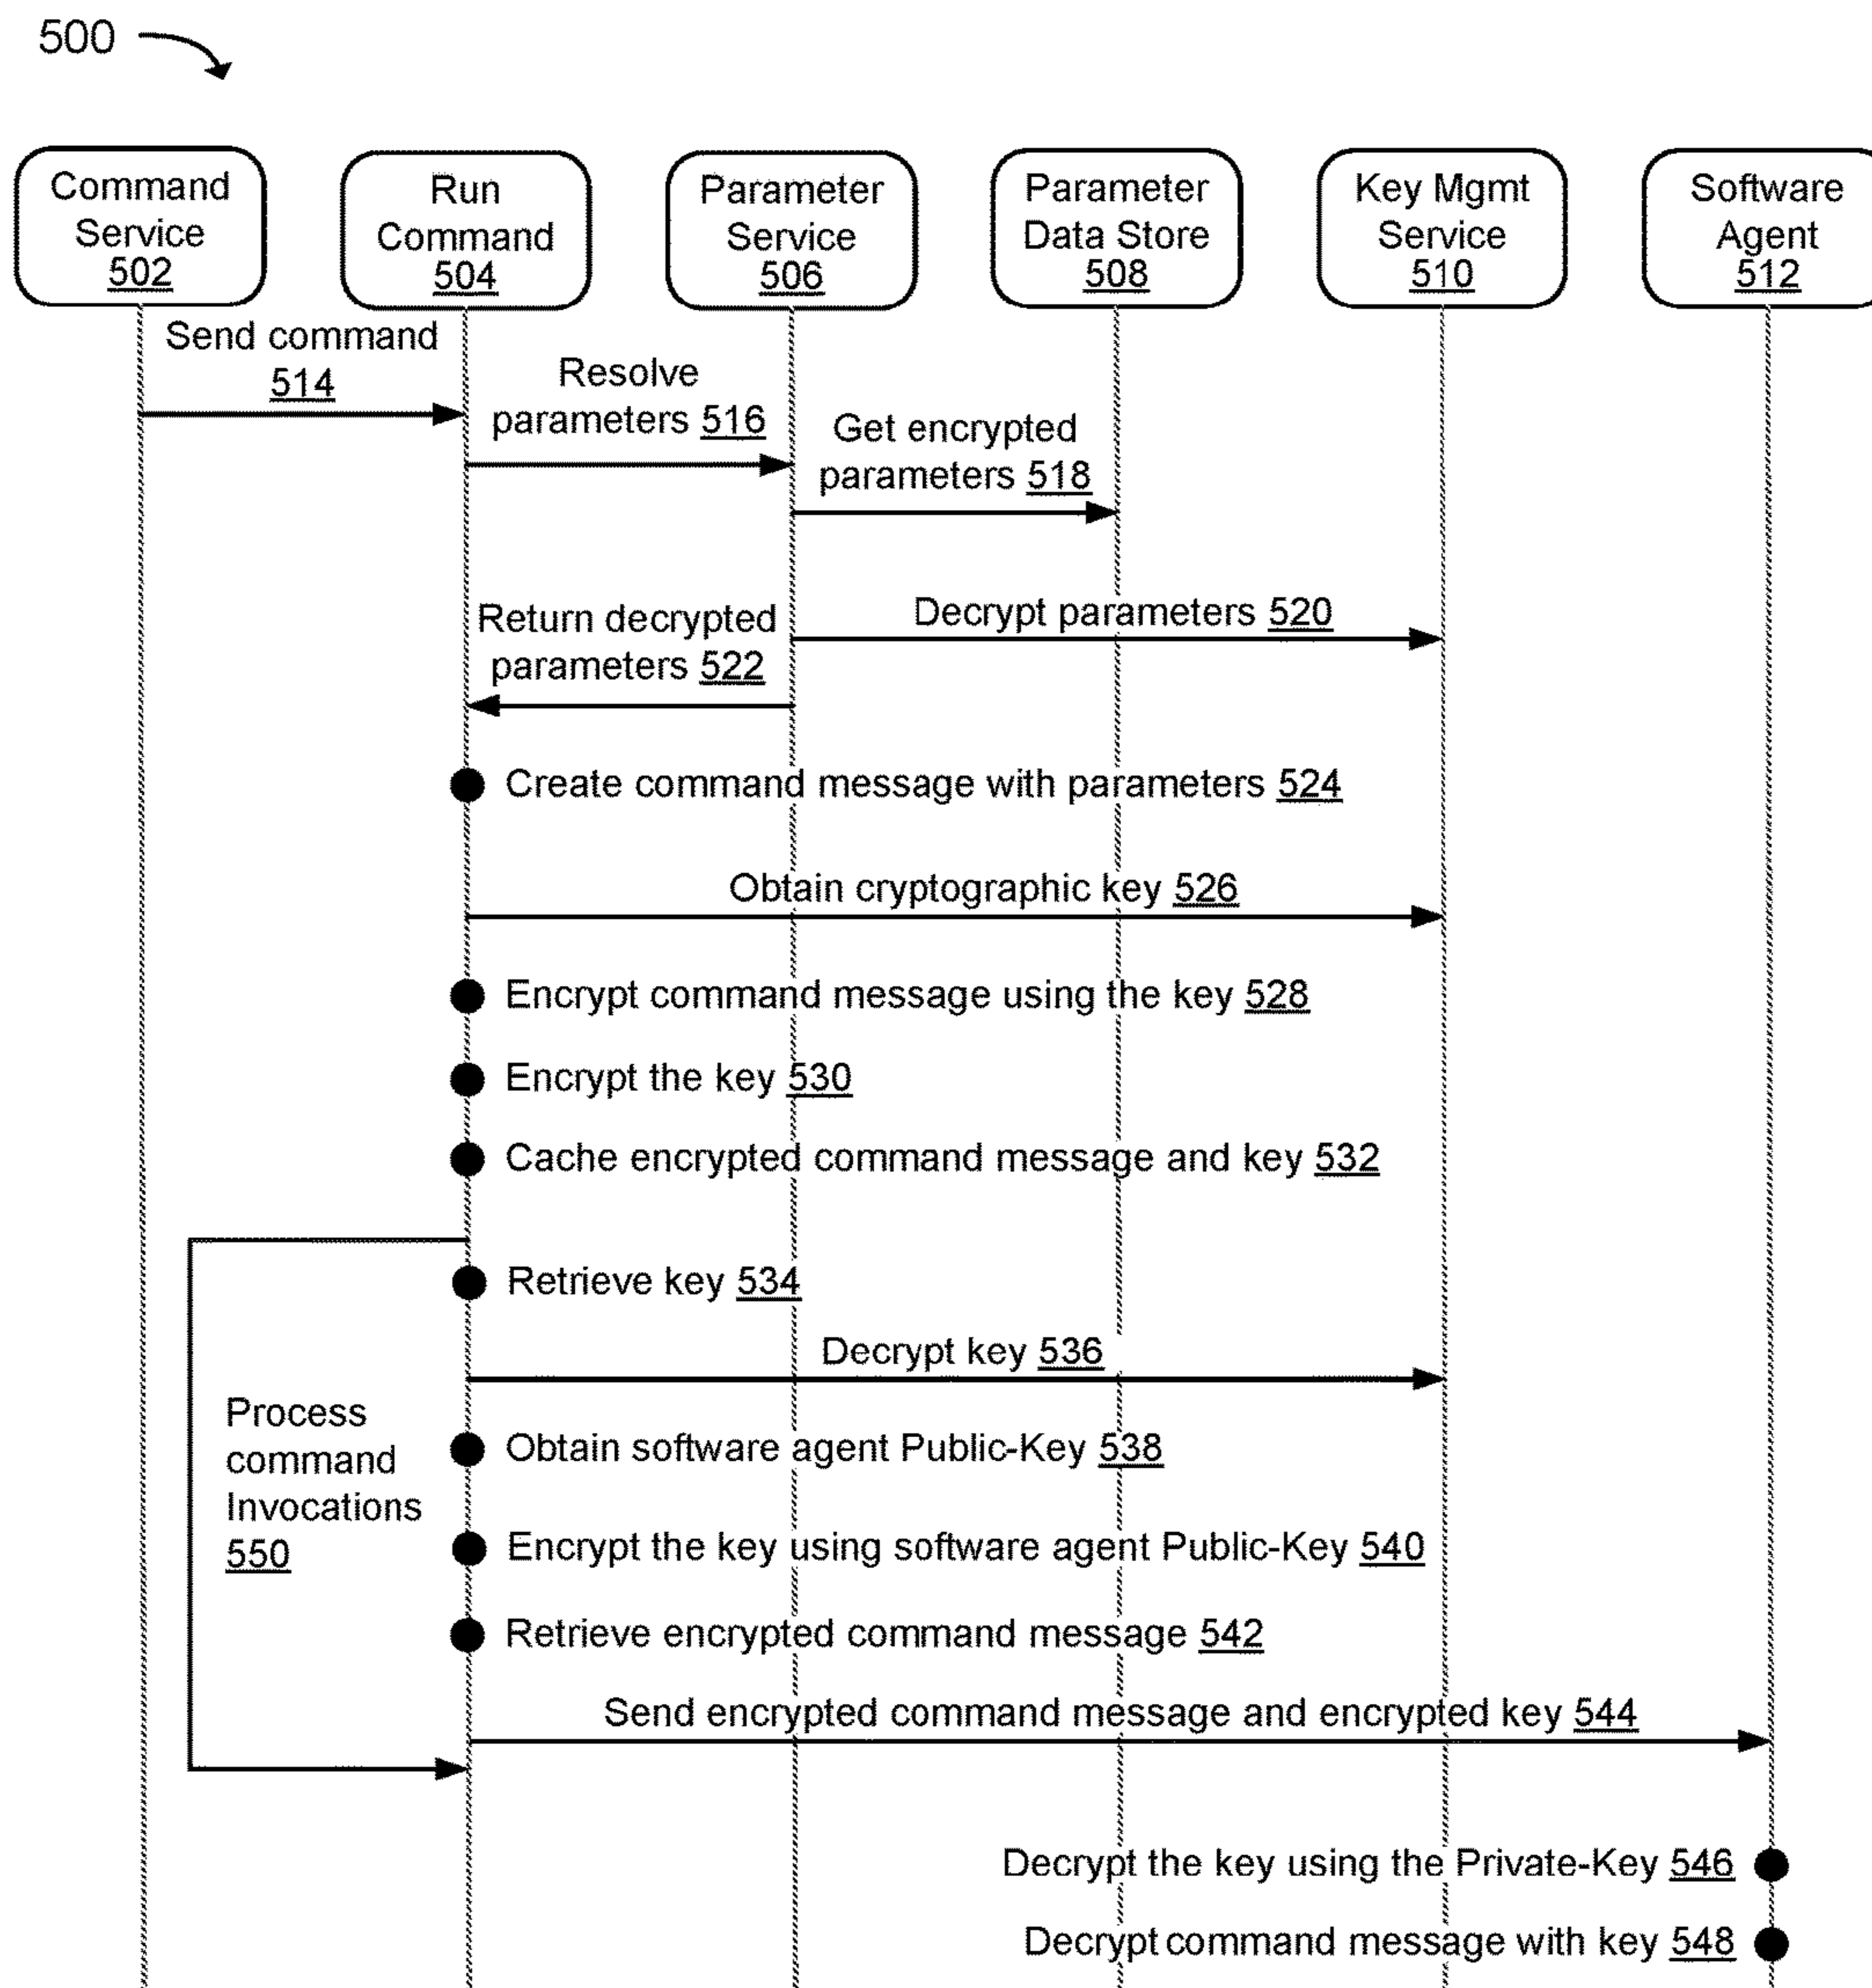 500
Command
Service
502
Run
Command
504
Parameter
Service
506
Parameter
Data Store
508
Key Mgmt
Service
510
Software
Agent
512
Send command
514
Resolve
parameters 516
Get encrypted
parameters 518
Decrypt parameters 520
Return decrypted
parameters 522
Create command message with parameters 524
Obtain cryptographic key 526
Encrypt command message using the key 528
Encrypt the key 530
Cache encrypted command message and key 532
Retrieve key 534
Decrypt key 536
Process
command
Invocations
550
Obtain software agent Public-Key 538
Encrypt the key using software agent Public-Key 540
Retrieve encrypted command message 542
Send encrypted command message and encrypted key 544
Decrypt the key using the Private-Key 546
Decrypt command message with key 548